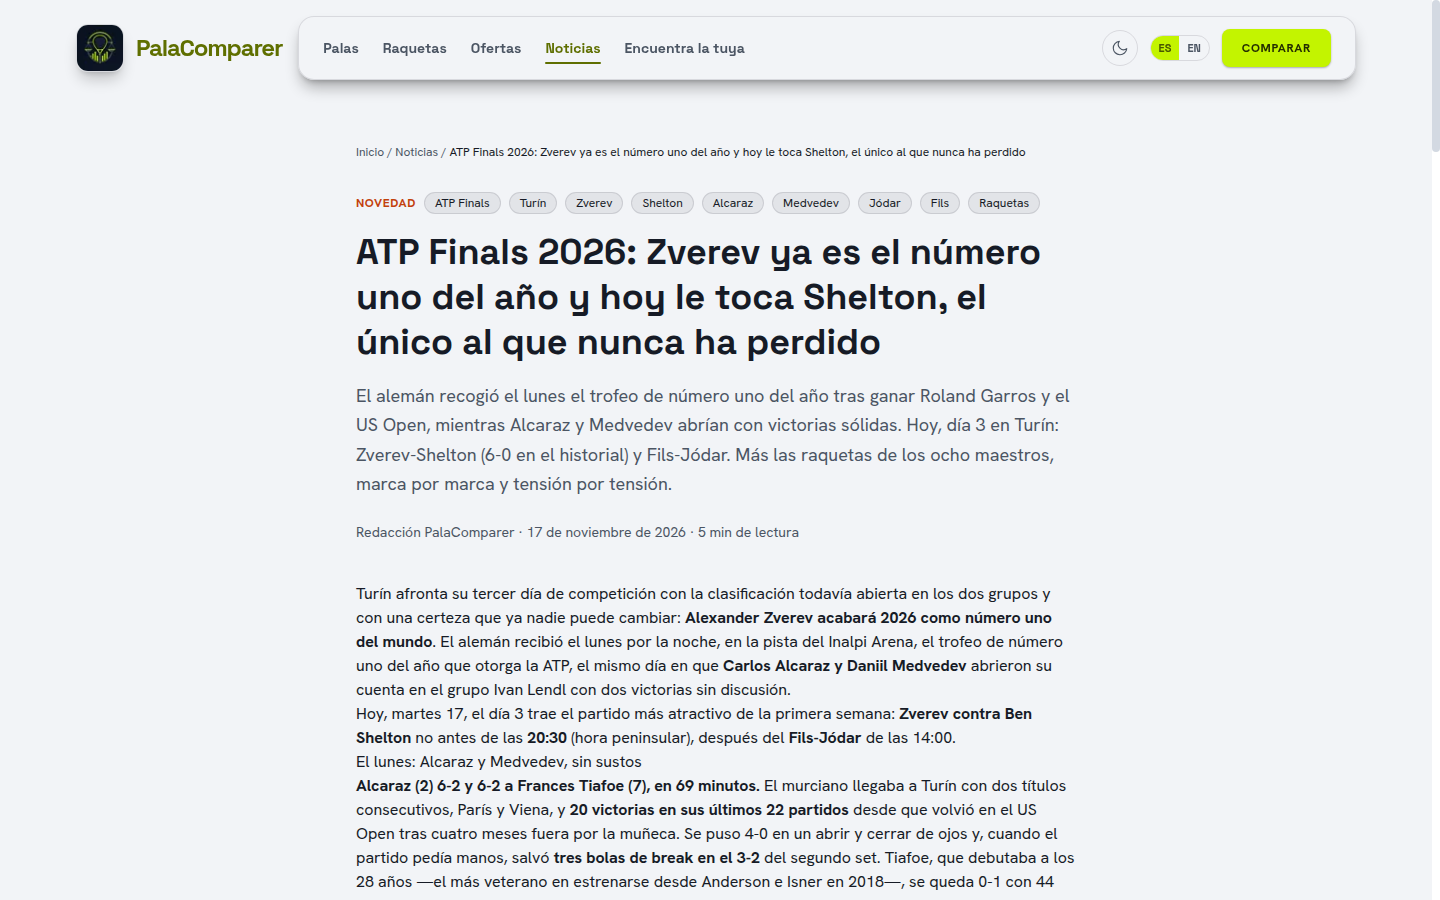 PalaComparer
Palas
Raquetas
Ofertas
Noticias
Encuentra la tuya
ES
EN
COMPARAR
Inicio / Noticias / ATP Finals 2026: Zverev ya es el número uno del año y hoy le toca Shelton, el único al que nunca ha perdido
NOVEDAD
ATP Finals
Turín
Zverev
Shelton
Alcaraz
Medvedev
Jódar
Fils
Raquetas
ATP Finals 2026: Zverev ya es el número
uno del año y hoy le toca Shelton, el
único al que nunca ha perdido
El alemán recogió el lunes el trofeo de número uno del año tras ganar Roland Garros y el
US Open, mientras Alcaraz y Medvedev abrían con victorias sólidas. Hoy, día 3 en Turín:
Zverev-Shelton (6-0 en el historial) y Fils-Jódar. Más las raquetas de los ocho maestros,
marca por marca y tensión por tensión.
Redacción PalaComparer · 17 de noviembre de 2026 · 5 min de lectura
Turín afronta su tercer día de competición con la clasificación todavía abierta en los dos grupos y
con una certeza que ya nadie puede cambiar: Alexander Zverev acabará 2026 como número uno
del mundo. El alemán recibió el lunes por la noche, en la pista del Inalpi Arena, el trofeo de número
uno del año que otorga la ATP, el mismo día en que Carlos Alcaraz y Daniil Medvedev abrieron su
cuenta en el grupo Ivan Lendl con dos victorias sin discusión.
Hoy, martes 17, el día 3 trae el partido más atractivo de la primera semana: Zverev contra Ben
Shelton no antes de las 20:30 (hora peninsular), después del Fils-Jódar de las 14:00.
El lunes: Alcaraz y Medvedev, sin sustos
Alcaraz (2) 6-2 y 6-2 a Frances Tiafoe (7), en 69 minutos. El murciano llegaba a Turín con dos títulos
consecutivos, París y Viena, y 20 victorias en sus últimos 22 partidos desde que volvió en el US
Open tras cuatro meses fuera por la muñeca. Se puso 4-0 en un abrir y cerrar de ojos y, cuando el
partido pedía manos, salvó tres bolas de break en el 3-2 del segundo set. Tiafoe, que debutaba a los
28 años —el más veterano en estrenarse desde Anderson e Isner en 2018—, se queda 0-1 con 44